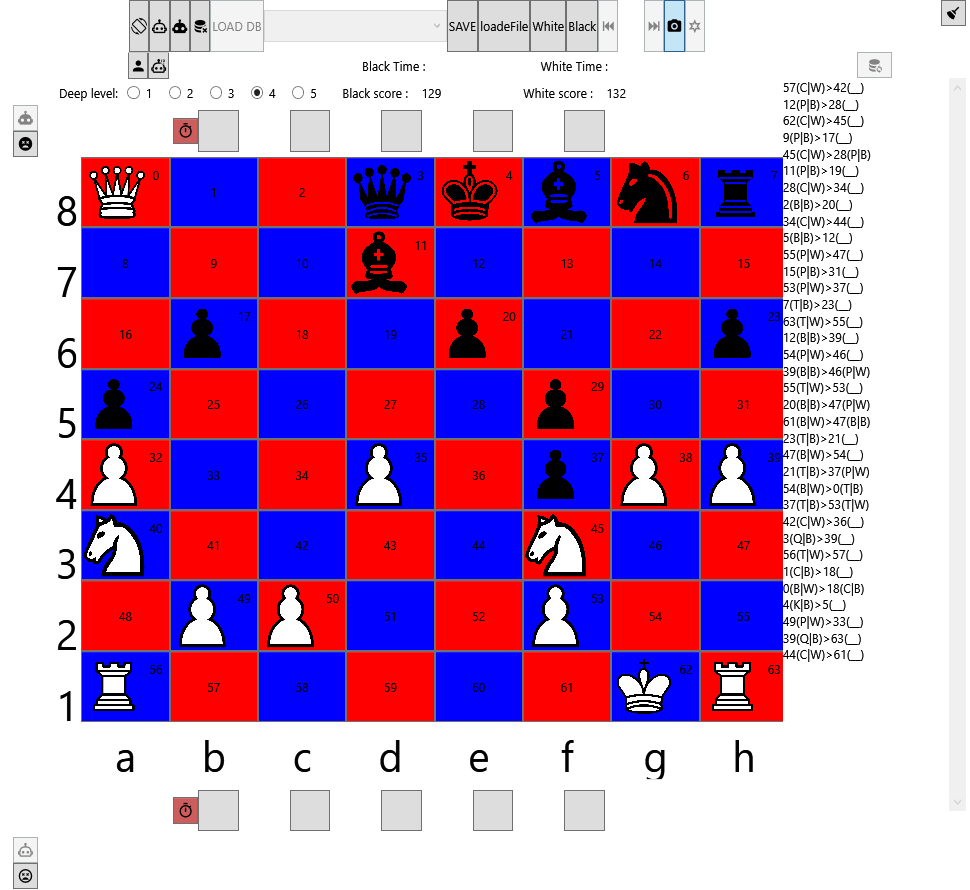 LOAD DB
SAVE
loadeFile
White
Black
Black Time :
White Time :
Deep level:
1
2
3
4
5
Black score :
129
White score :
132
8
0
1
2
3
4
5
6
7
7
8
9
10
11
12
13
14
15
6
16
17
18
19
20
21
22
23
5
24
25
26
27
28
29
30
31
4
32
33
34
35
36
37
38
39
3
40
41
42
43
44
45
46
47
2
48
49
50
51
52
53
54
55
1
56
57
58
59
60
61
62
63
a
b
c
d
e
f
g
h
57(C|W)>42(__)
12(P|B)>28(__)
62(C|W)>45(__)
9(P|B)>17(__)
45(C|W)>28(P|B)
11(P|B)>19(__)
28(C|W)>34(__)
2(B|B)>20(__)
34(C|W)>44(__)
5(B|B)>12(__)
55(P|W)>47(__)
15(P|B)>31(__)
53(P|W)>37(__)
7(T|B)>23(__)
63(T|W)>55(__)
12(B|B)>39(__)
54(P|W)>46(__)
39(B|B)>46(P|W)
55(T|W)>53(__)
20(B|B)>47(P|W)
61(B|W)>47(B|B)
23(T|B)>21(__)
47(B|W)>54(__)
21(T|B)>37(P|W)
54(B|W)>0(T|B)
37(T|B)>53(T|W)
42(C|W)>36(__)
3(Q|B)>39(__)
56(T|W)>57(__)
1(C|B)>18(__)
0(B|W)>18(C|B)
4(K|B)>5(__)
49(P|W)>33(__)
39(Q|B)>63(__)
44(C|W)>61(__)